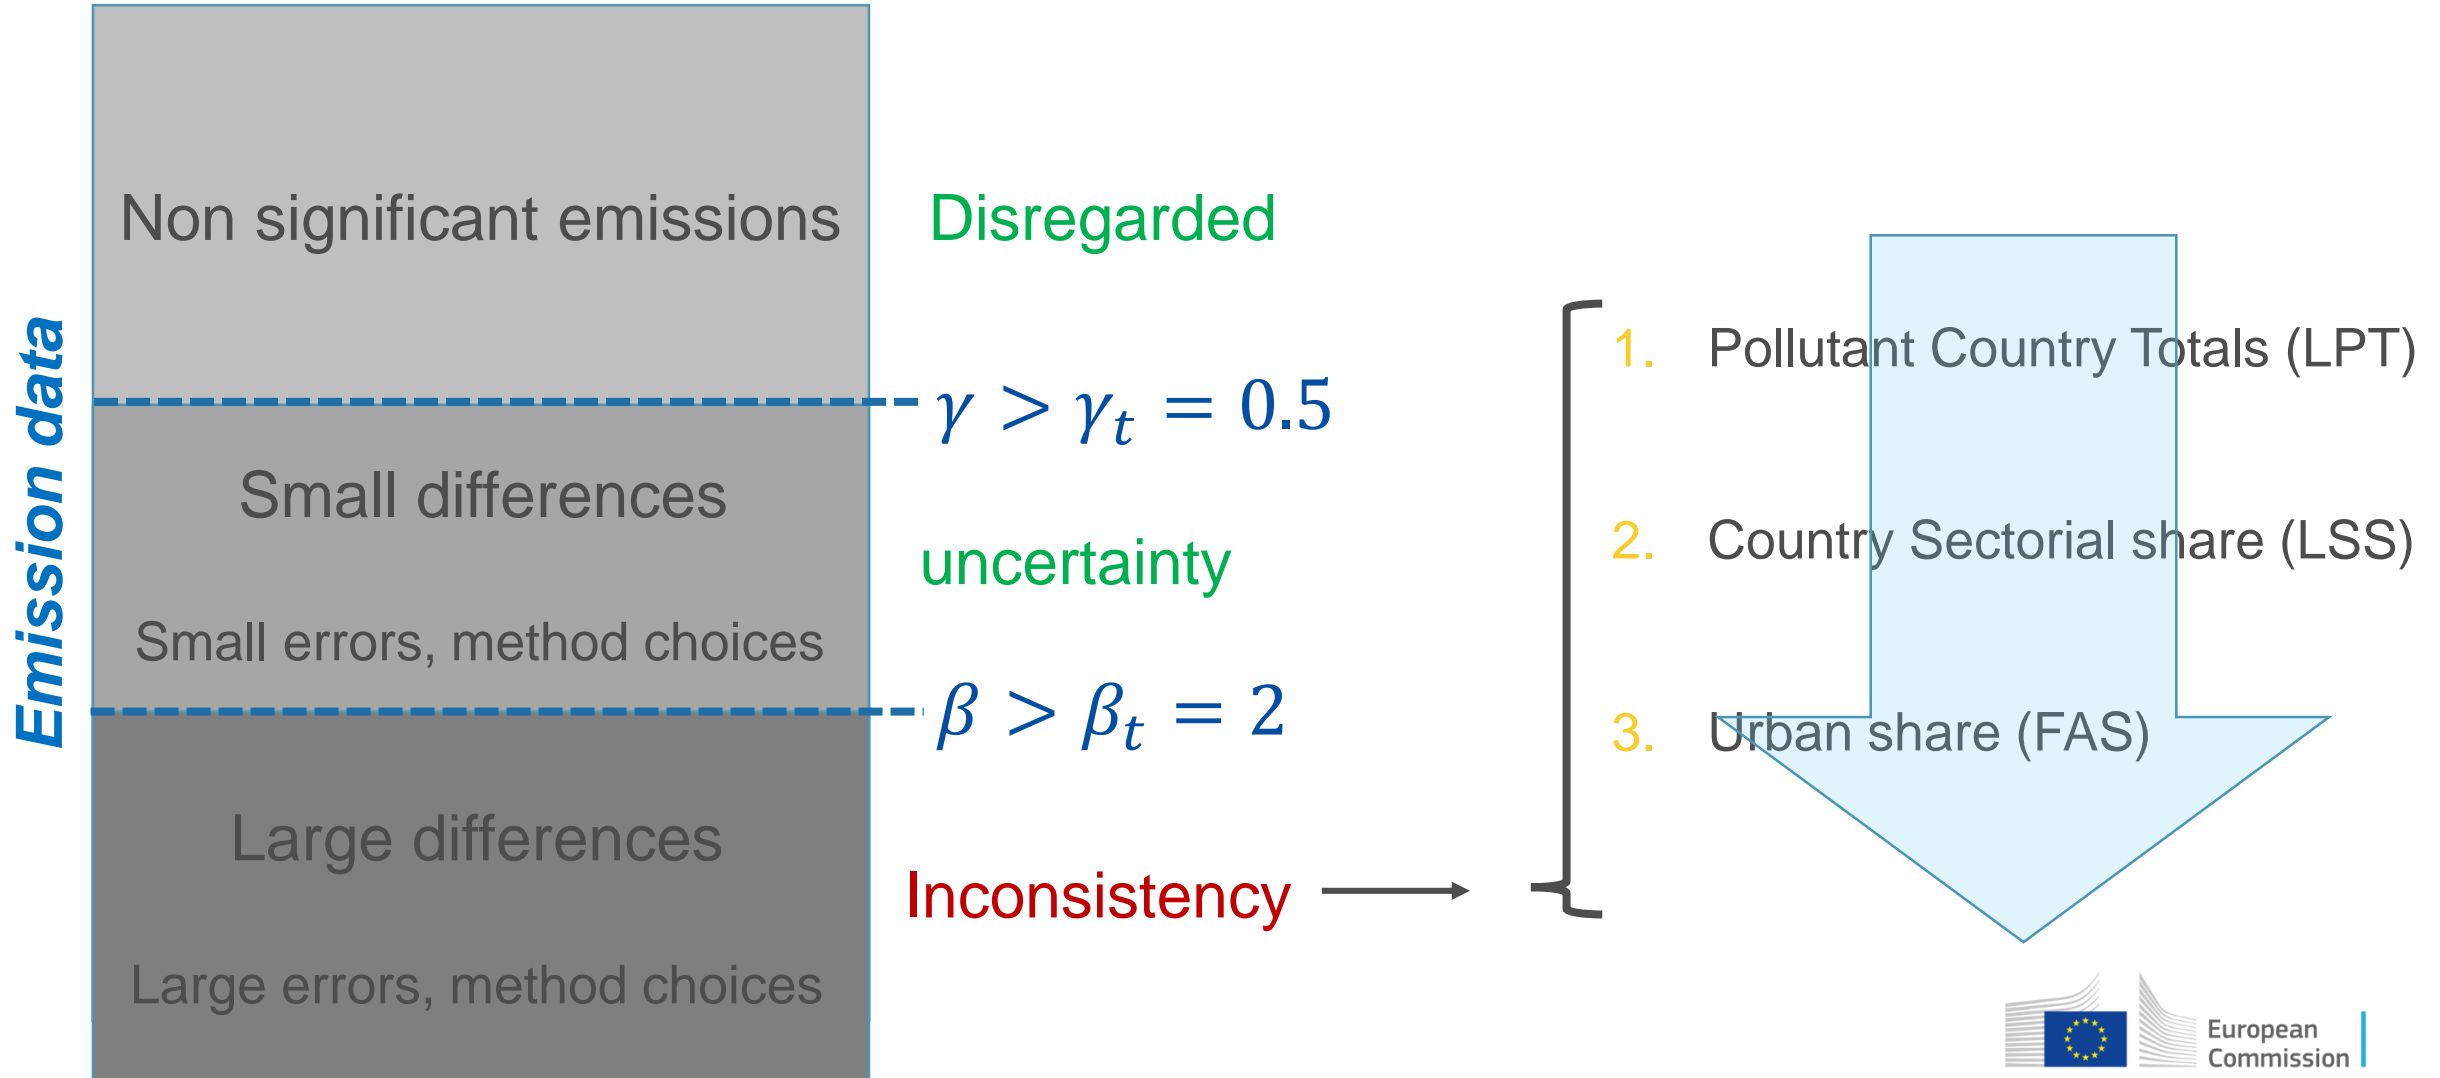 Emission data
Non significant emissions
Disregarded
γ > γt = 0.5
Small differences
uncertainty
Small errors, method choices
β > βt = 2
Large differences
Inconsistency
Large errors, method choices
1. Pollutant Country Totals (LPT)
2. Country Sectorial share (LSS)
3. Urban share (FAS)
European
Commission